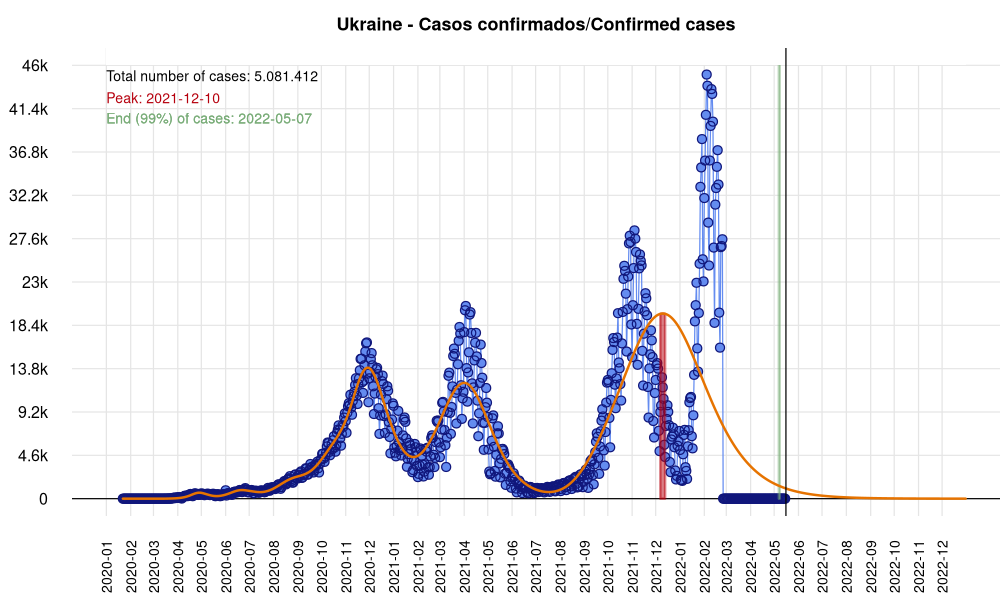 Ukraine - Casos confirmados/Confirmed cases
Total number of cases: 5.081.412
Peak: 2021-12-10
End (99%) of cases: 2022-05-07
46k
41.4k
36.8k
32.2k
27.6k
23k
18.4k
13.8k
9.2k
4.6k
0
2020-01
2020-02
2020-03
2020-04
2020-05
2020-06
2020-07
2020-08
2020-09
2020-10
2020-11
2020-12
2021-01
2021-02
2021-03
2021-04
2021-05
2021-06
2021-07
2021-08
2021-09
2021-10
2021-11
2021-12
2022-01
2022-02
2022-03
2022-04
2022-05
2022-06
2022-07
2022-08
2022-09
2022-10
2022-11
2022-12